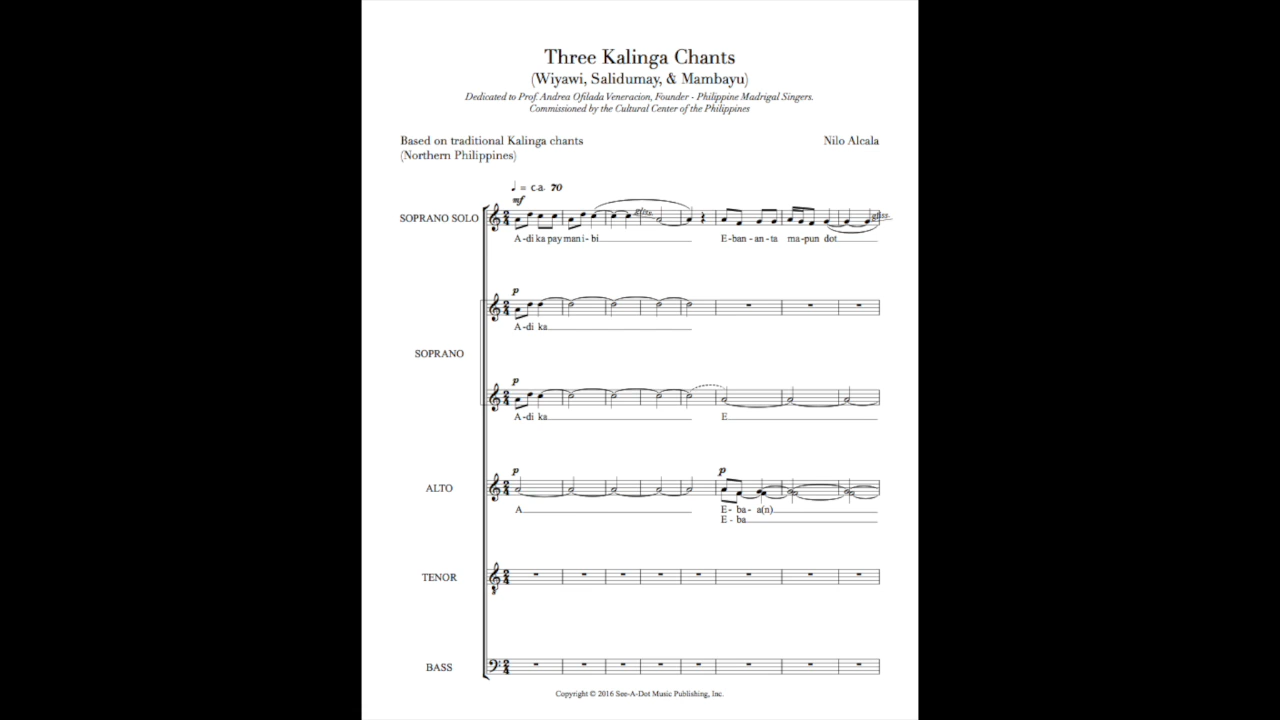 Three Kalinga Chants
(Wiyawi, Salidumay, & Mambayu)
Dedicated to Prof. Andrea Ofilada Veneracion, Founder - Philippine Madrigal Singers.
Commissioned by the Cultural Center of the Philippines
Based on traditional Kalinga chants
(Northern Philippines)
Nilo Alcala
♩ = c.a. 70
mf
SOPRANO SOLO
gliss.
gliss.
A-di ka pay man i-bi
E-ban-an-ta ma-pun dot
p
A-di ka
SOPRANO
p
A-di ka
E
p
p
ALTO
A
E-ba-a(n)
E-ba
TENOR
BASS
Copyright © 2016 See-A-Dot Music Publishing, Inc.